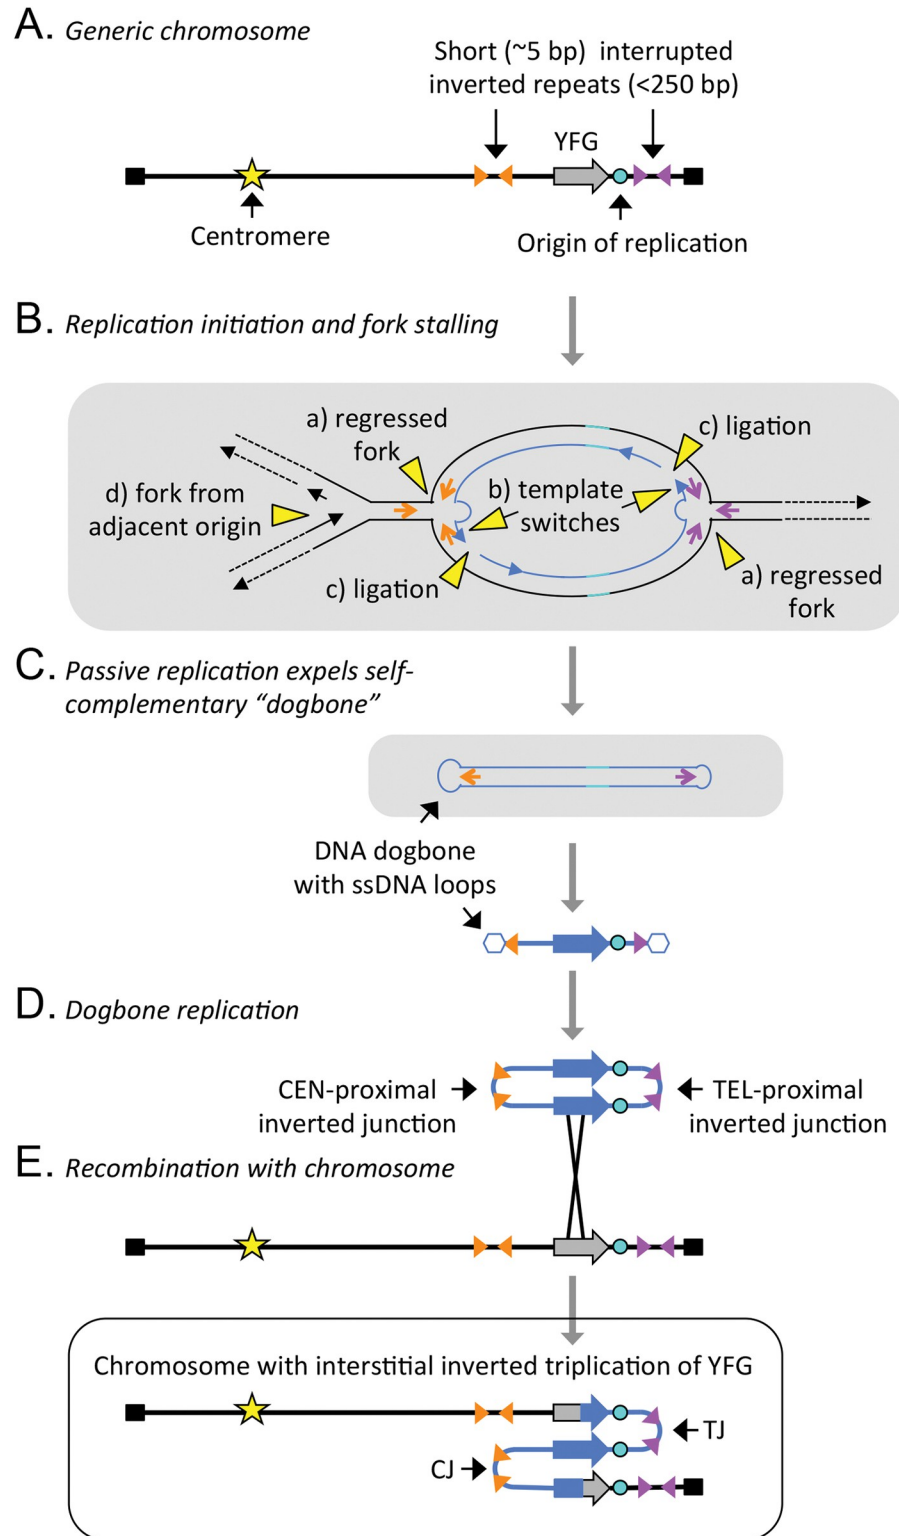 A. Generic chromosome
Short (~5 bp) interrupted
inverted repeats (<250 bp)
YFG
Centromere
Origin of replication
B. Replication initiation and fork stalling
a) regressed
fork
c) ligation
d) fork from
adjacent origin
b) template
switches
c) ligation
a) regressed
fork
C. Passive replication expels self-
complementary “dogbone”
DNA dogbone
with ssDNA loops
D. Dogbone replication
CEN-proximal
inverted junction
TEL-proximal
inverted junction
E. Recombination with chromosome
Chromosome with interstitial inverted triplication of YFG
TJ
CJ